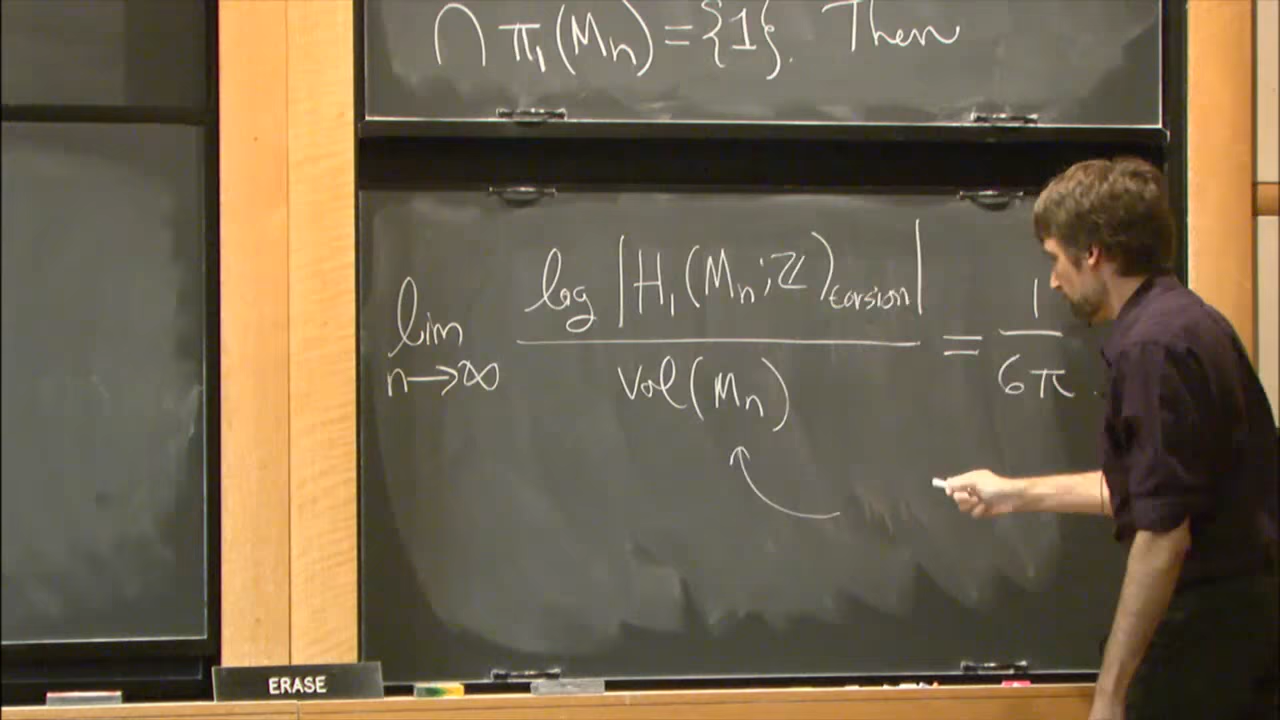 ∩ π₁(Mₙ) = {1}. Then
lim n→∞ log |H₁(Mₙ; ℤ)torsion| / vol(Mₙ) = 1/6π.
ERASE